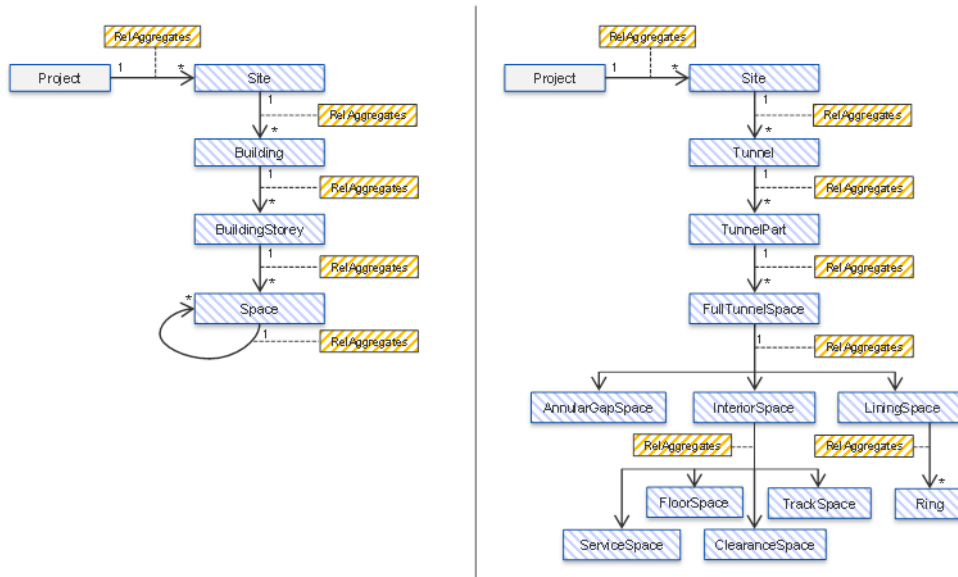 RelAggregates
1
*
Project
Site
1
RelAggregates
*
Building
1
RelAggregates
*
BuildingStorey
1
RelAggregates
*
*
Space
1
RelAggregates
RelAggregates
1
*
Project
Site
1
RelAggregates
*
Tunnel
1
RelAggregates
*
TunnelPart
1
RelAggregates
*
FullTunnelSpace
1
RelAggregates
AnnularGapSpace
InteriorSpace
LiningSpace
RelAggregates
RelAggregates
*
FloorSpace
TrackSpace
Ring
ServiceSpace
ClearanceSpace